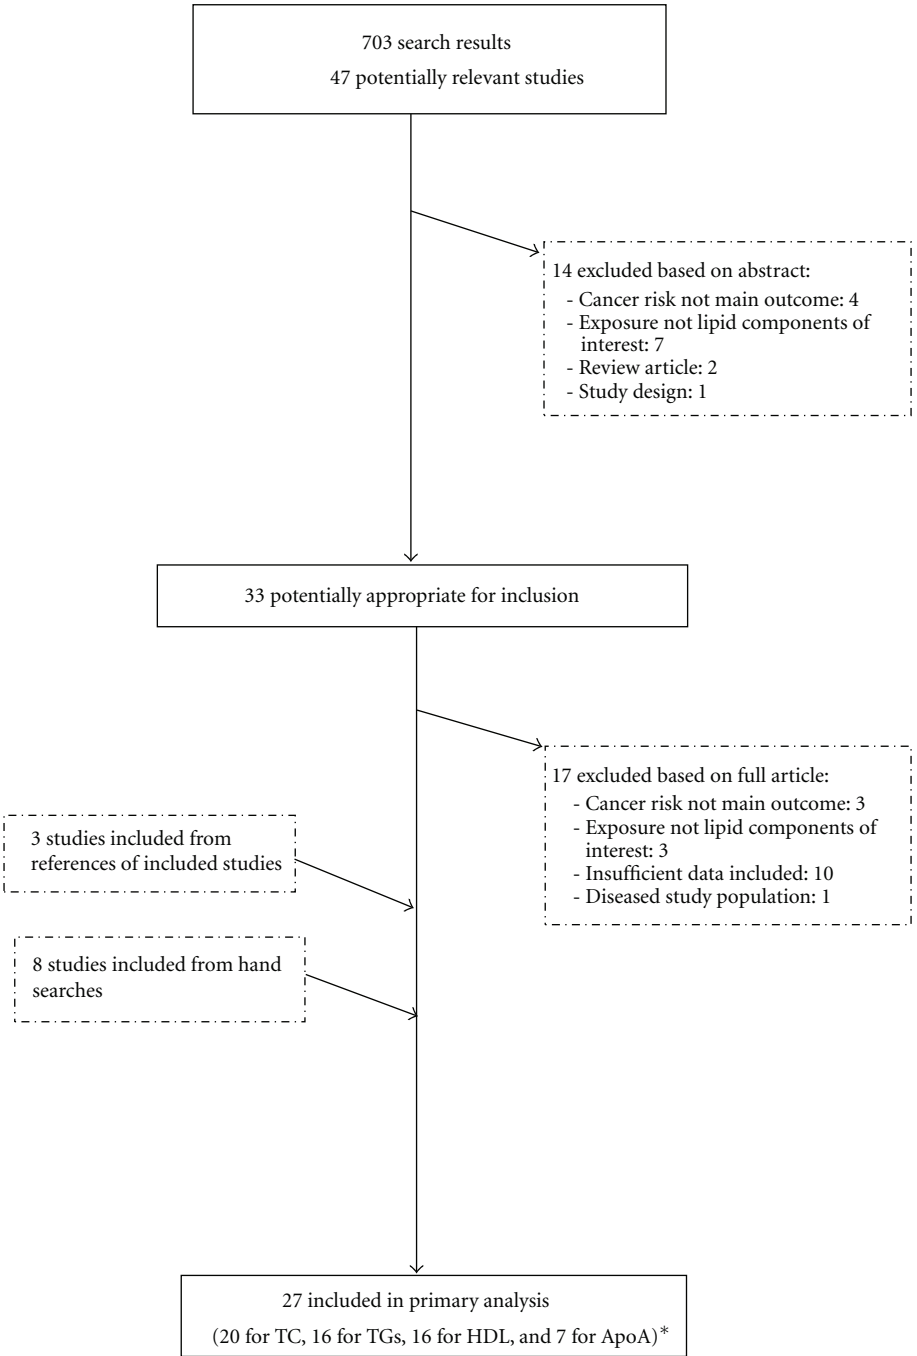 703 search results
47 potentially relevant studies
14 excluded based on abstract:
- Cancer risk not main outcome: 4
- Exposure not lipid components of
interest: 7
- Review article: 2
- Study design: 1
33 potentially appropriate for inclusion
17 excluded based on full article:
- Cancer risk not main outcome: 3
- Exposure not lipid components of
interest: 3
- Insufficient data included: 10
- Diseased study population: 1
3 studies included from
references of included studies
8 studies included from hand
searches
27 included in primary analysis
(20 for TC, 16 for TGs, 16 for HDL, and 7 for ApoA)*